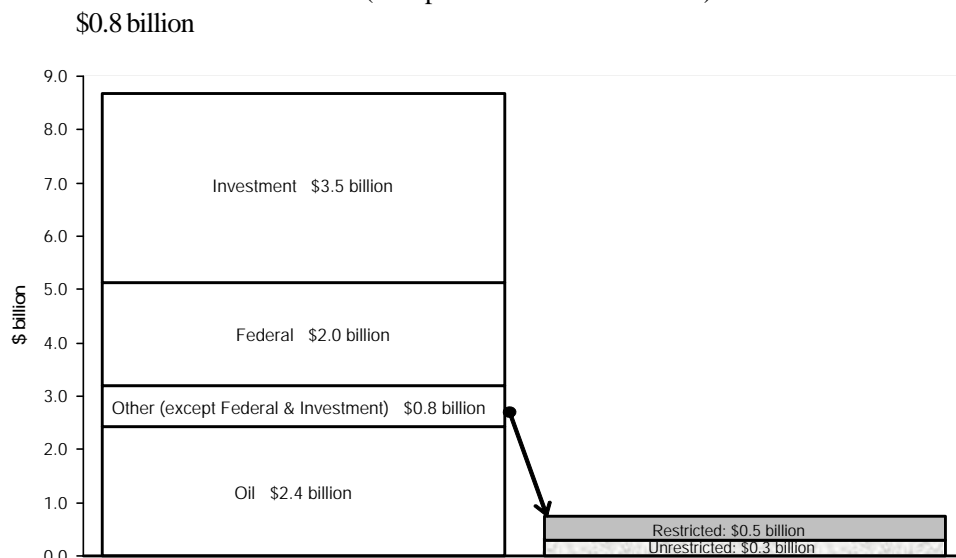 $0.8 billion
9.0
8.0
7.0
6.0
5.0
4.0
3.0
2.0
1.0
0.0
$ billion
Investment $3.5 billion
Federal $2.0 billion
Other (except Federal & Investment) $0.8 billion
Oil $2.4 billion
Restricted: $0.5 billion
Unrestricted: $0.3 billion